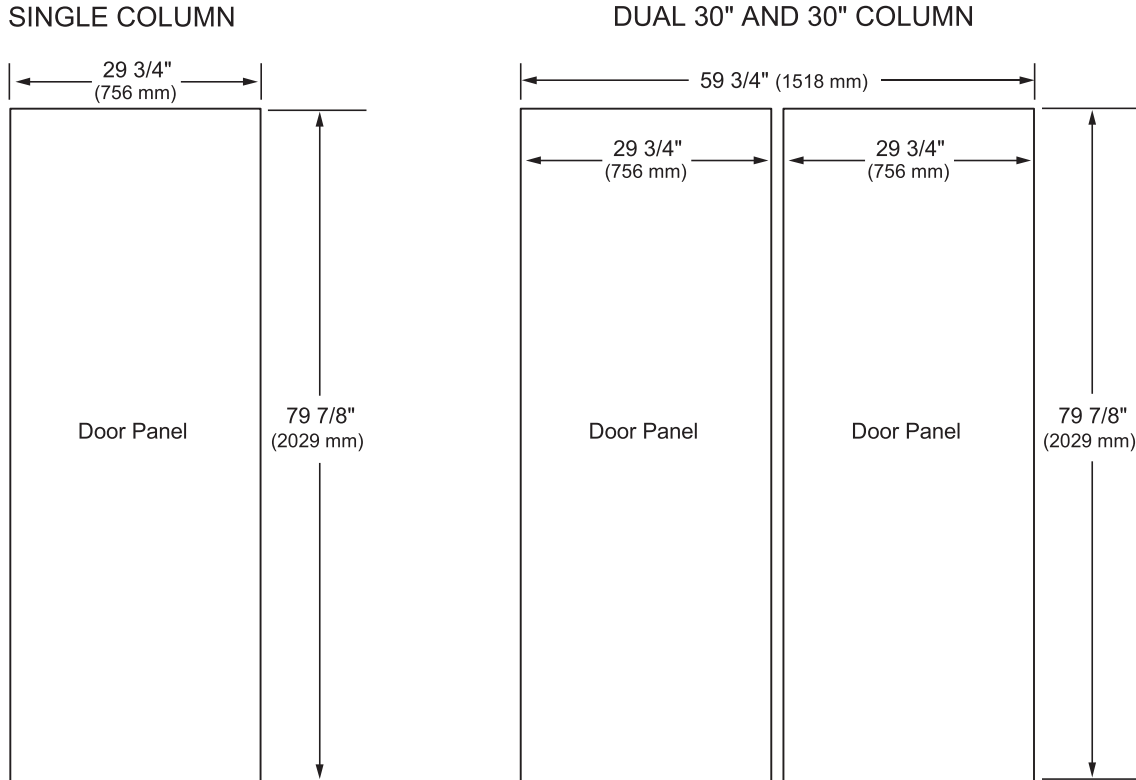 SINGLE COLUMN
29 3/4"
(756 mm)
Door Panel
79 7/8"
(2029 mm)
DUAL 30" AND 30" COLUMN
59 3/4" (1518 mm)
29 3/4"
(756 mm)
29 3/4"
(756 mm)
Door Panel
Door Panel
79 7/8"
(2029 mm)